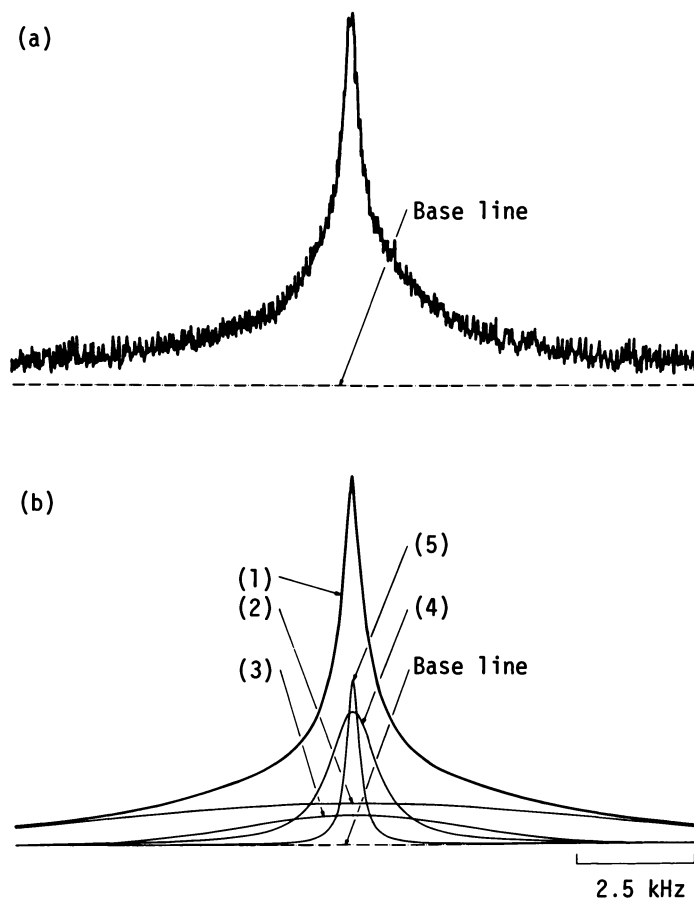 (a)
Base line
(b)
(5)
(1)
(2)
(4)
(3)
Base line
2.5 kHz